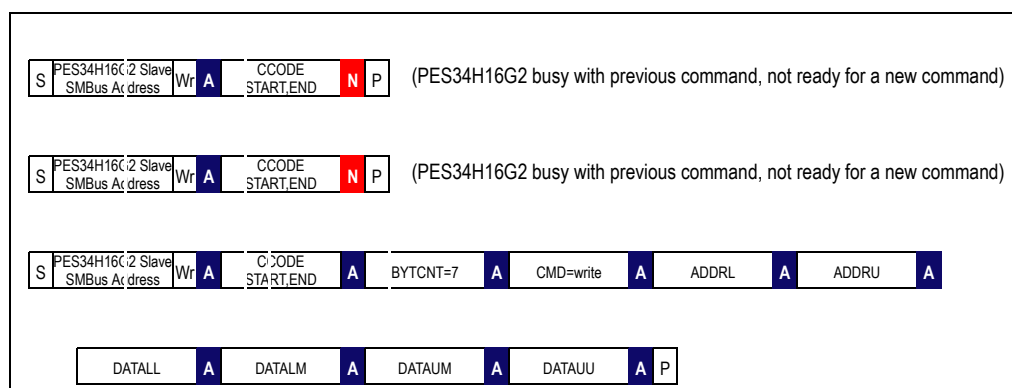 S PES34H16G2 Slave SMBus Address Wr A CCODE START,END N P (PES34H16G2 busy with previous command, not ready for a new command)
S PES34H16G2 Slave SMBus Address Wr A CCODE START,END N P (PES34H16G2 busy with previous command, not ready for a new command)
S PES34H16G2 Slave SMBus Address Wr A CCODE START,END A BYTCNT=7 A CMD=write A ADDRL A ADDRU A
DATALL A DATALM A DATAUM A DATAUU A P